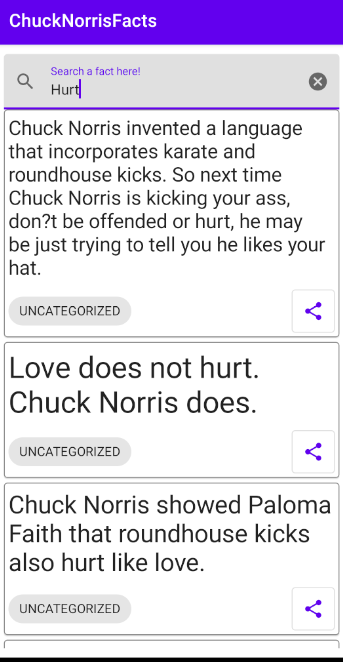 ChuckNorrisFacts
Search a fact here!
Hurt
Chuck Norris invented a language
that incorporates karate and
roundhouse kicks. So next time
Chuck Norris is kicking your ass,
don?t be offended or hurt, he may
be just trying to tell you he likes your
hat.
UNCATEGORIZED
Love does not hurt.
Chuck Norris does.
UNCATEGORIZED
Chuck Norris showed Paloma
Faith that roundhouse kicks
also hurt like love.
UNCATEGORIZED